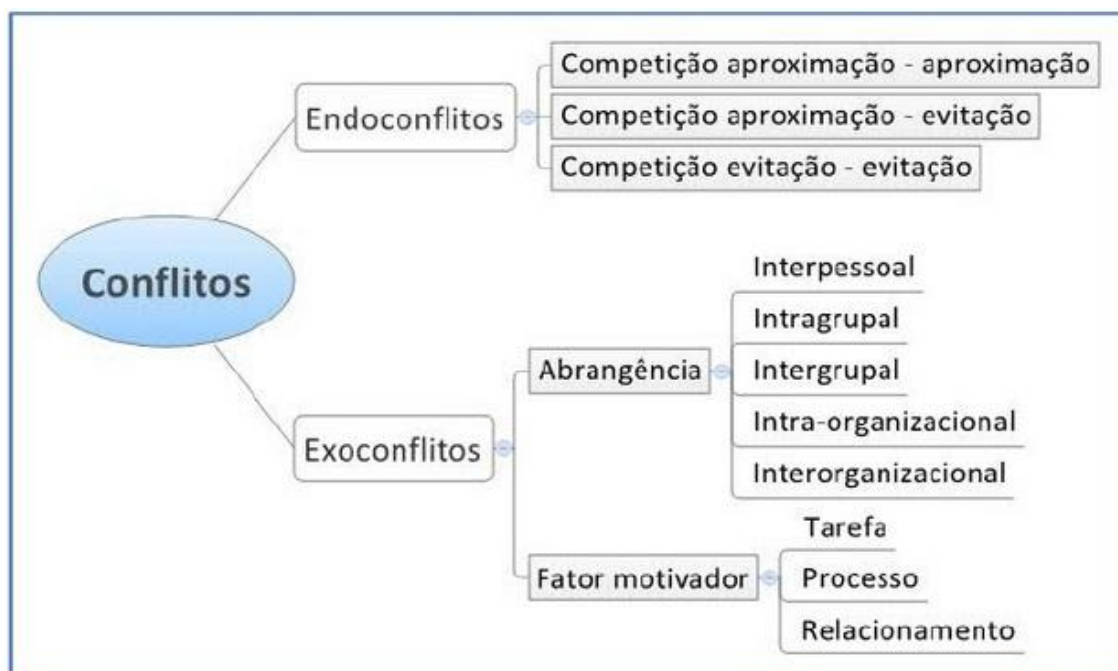 Conflitos
Endoconflitos
Competição aproximação - aproximação
Competição aproximação - evitação
Competição evitação - evitação
Exoconflitos
Abrangência
Interpessoal
Intragrupal
Intergrupal
Intra-organizacional
Interorganizacional
Fator motivador
Tarefa
Processo
Relacionamento